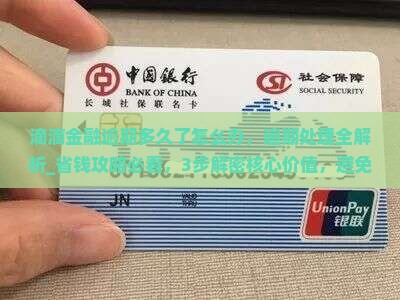 中国银行 社会保障
BANK OF CHINA SOCIAL SECURITY
长城社保联名卡
滴滴金融逾期多久了怎么办，逾期处理全解
析_省钱攻略必看，3步解密核心价值，避免
JN
UnionPay
银联